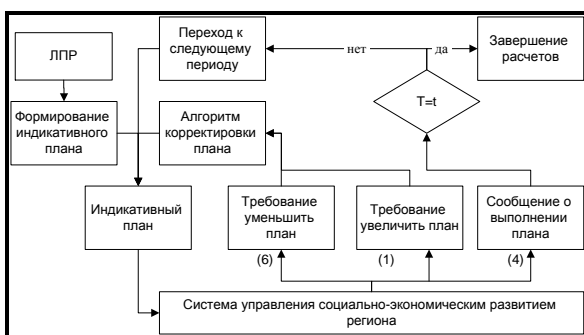 ЛПР
Переход к
следующему
периоду
нет
да
Завершение
расчетов
Формирование
индикативного
плана
Алгоритм
корректировки
плана
T=t
Индикативный
план
Требование
уменьшить
план
Требование
увеличить план
Сообщение о
выполнении
плана
(6)
(1)
(4)
Система управления социально-экономическим развитием
региона